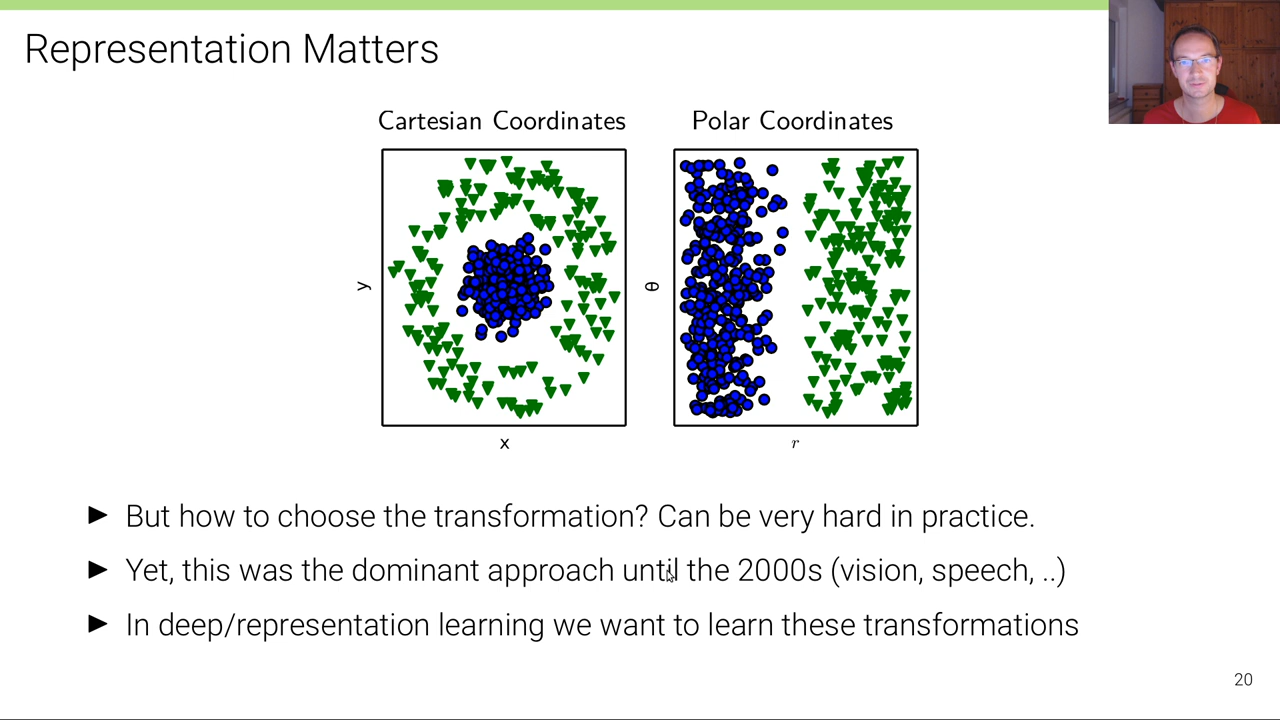 Representation Matters
Cartesian Coordinates
Polar Coordinates
y
θ
x
r
But how to choose the transformation? Can be very hard in practice.
Yet, this was the dominant approach until the 2000s (vision, speech, ..)
In deep/representation learning we want to learn these transformations
20